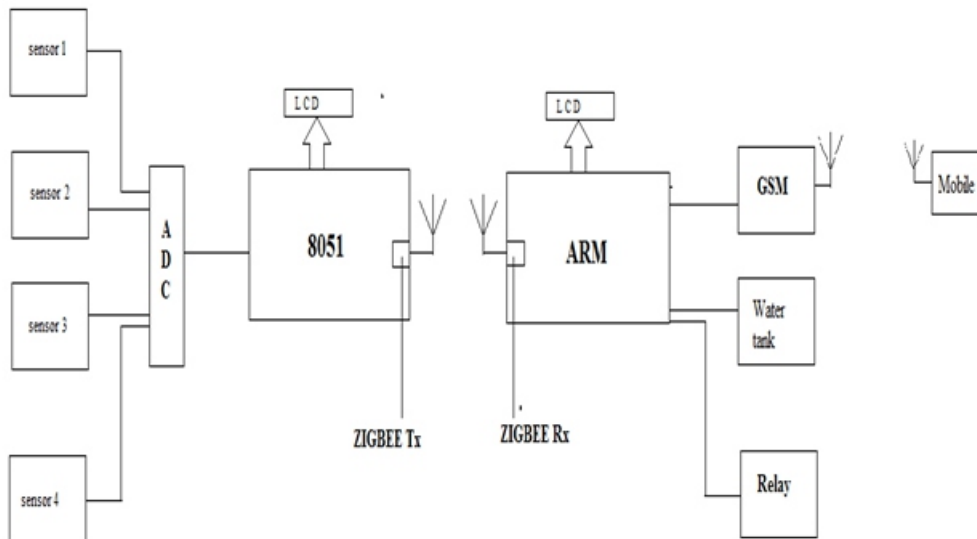 sensor 1
sensor 2
sensor 3
sensor 4
A
D
C
LCD
8051
ZIGBEE Tx
LCD
ARM
ZIGBEE Rx
GSM
Mobile
Water
tank
Relay